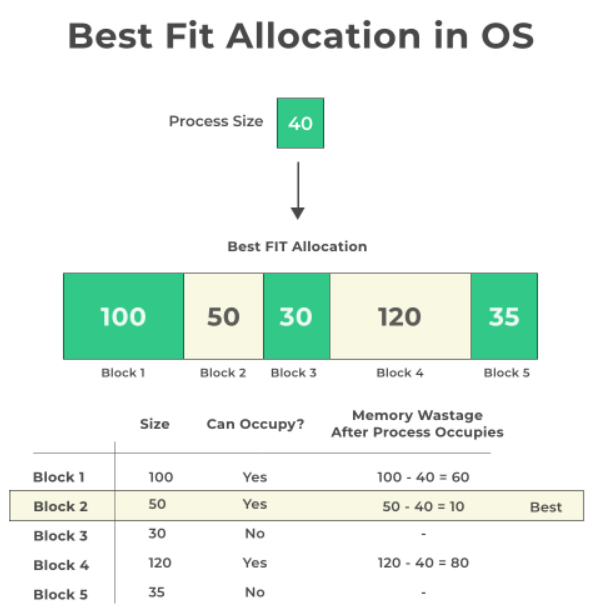 Best Fit Allocation in OS
Process Size 40
Best FIT Allocation
100 50 30 120 35
Block 1 Block 2 Block 3 Block 4 Block 5
Size Can Occupy? Memory Wastage
After Process Occupies
Block 1 100 Yes 100 - 40 = 60
Block 2 50 Yes 50 - 40 = 10 Best
Block 3 30 No -
Block 4 120 Yes 120 - 40 = 80
Block 5 35 No -